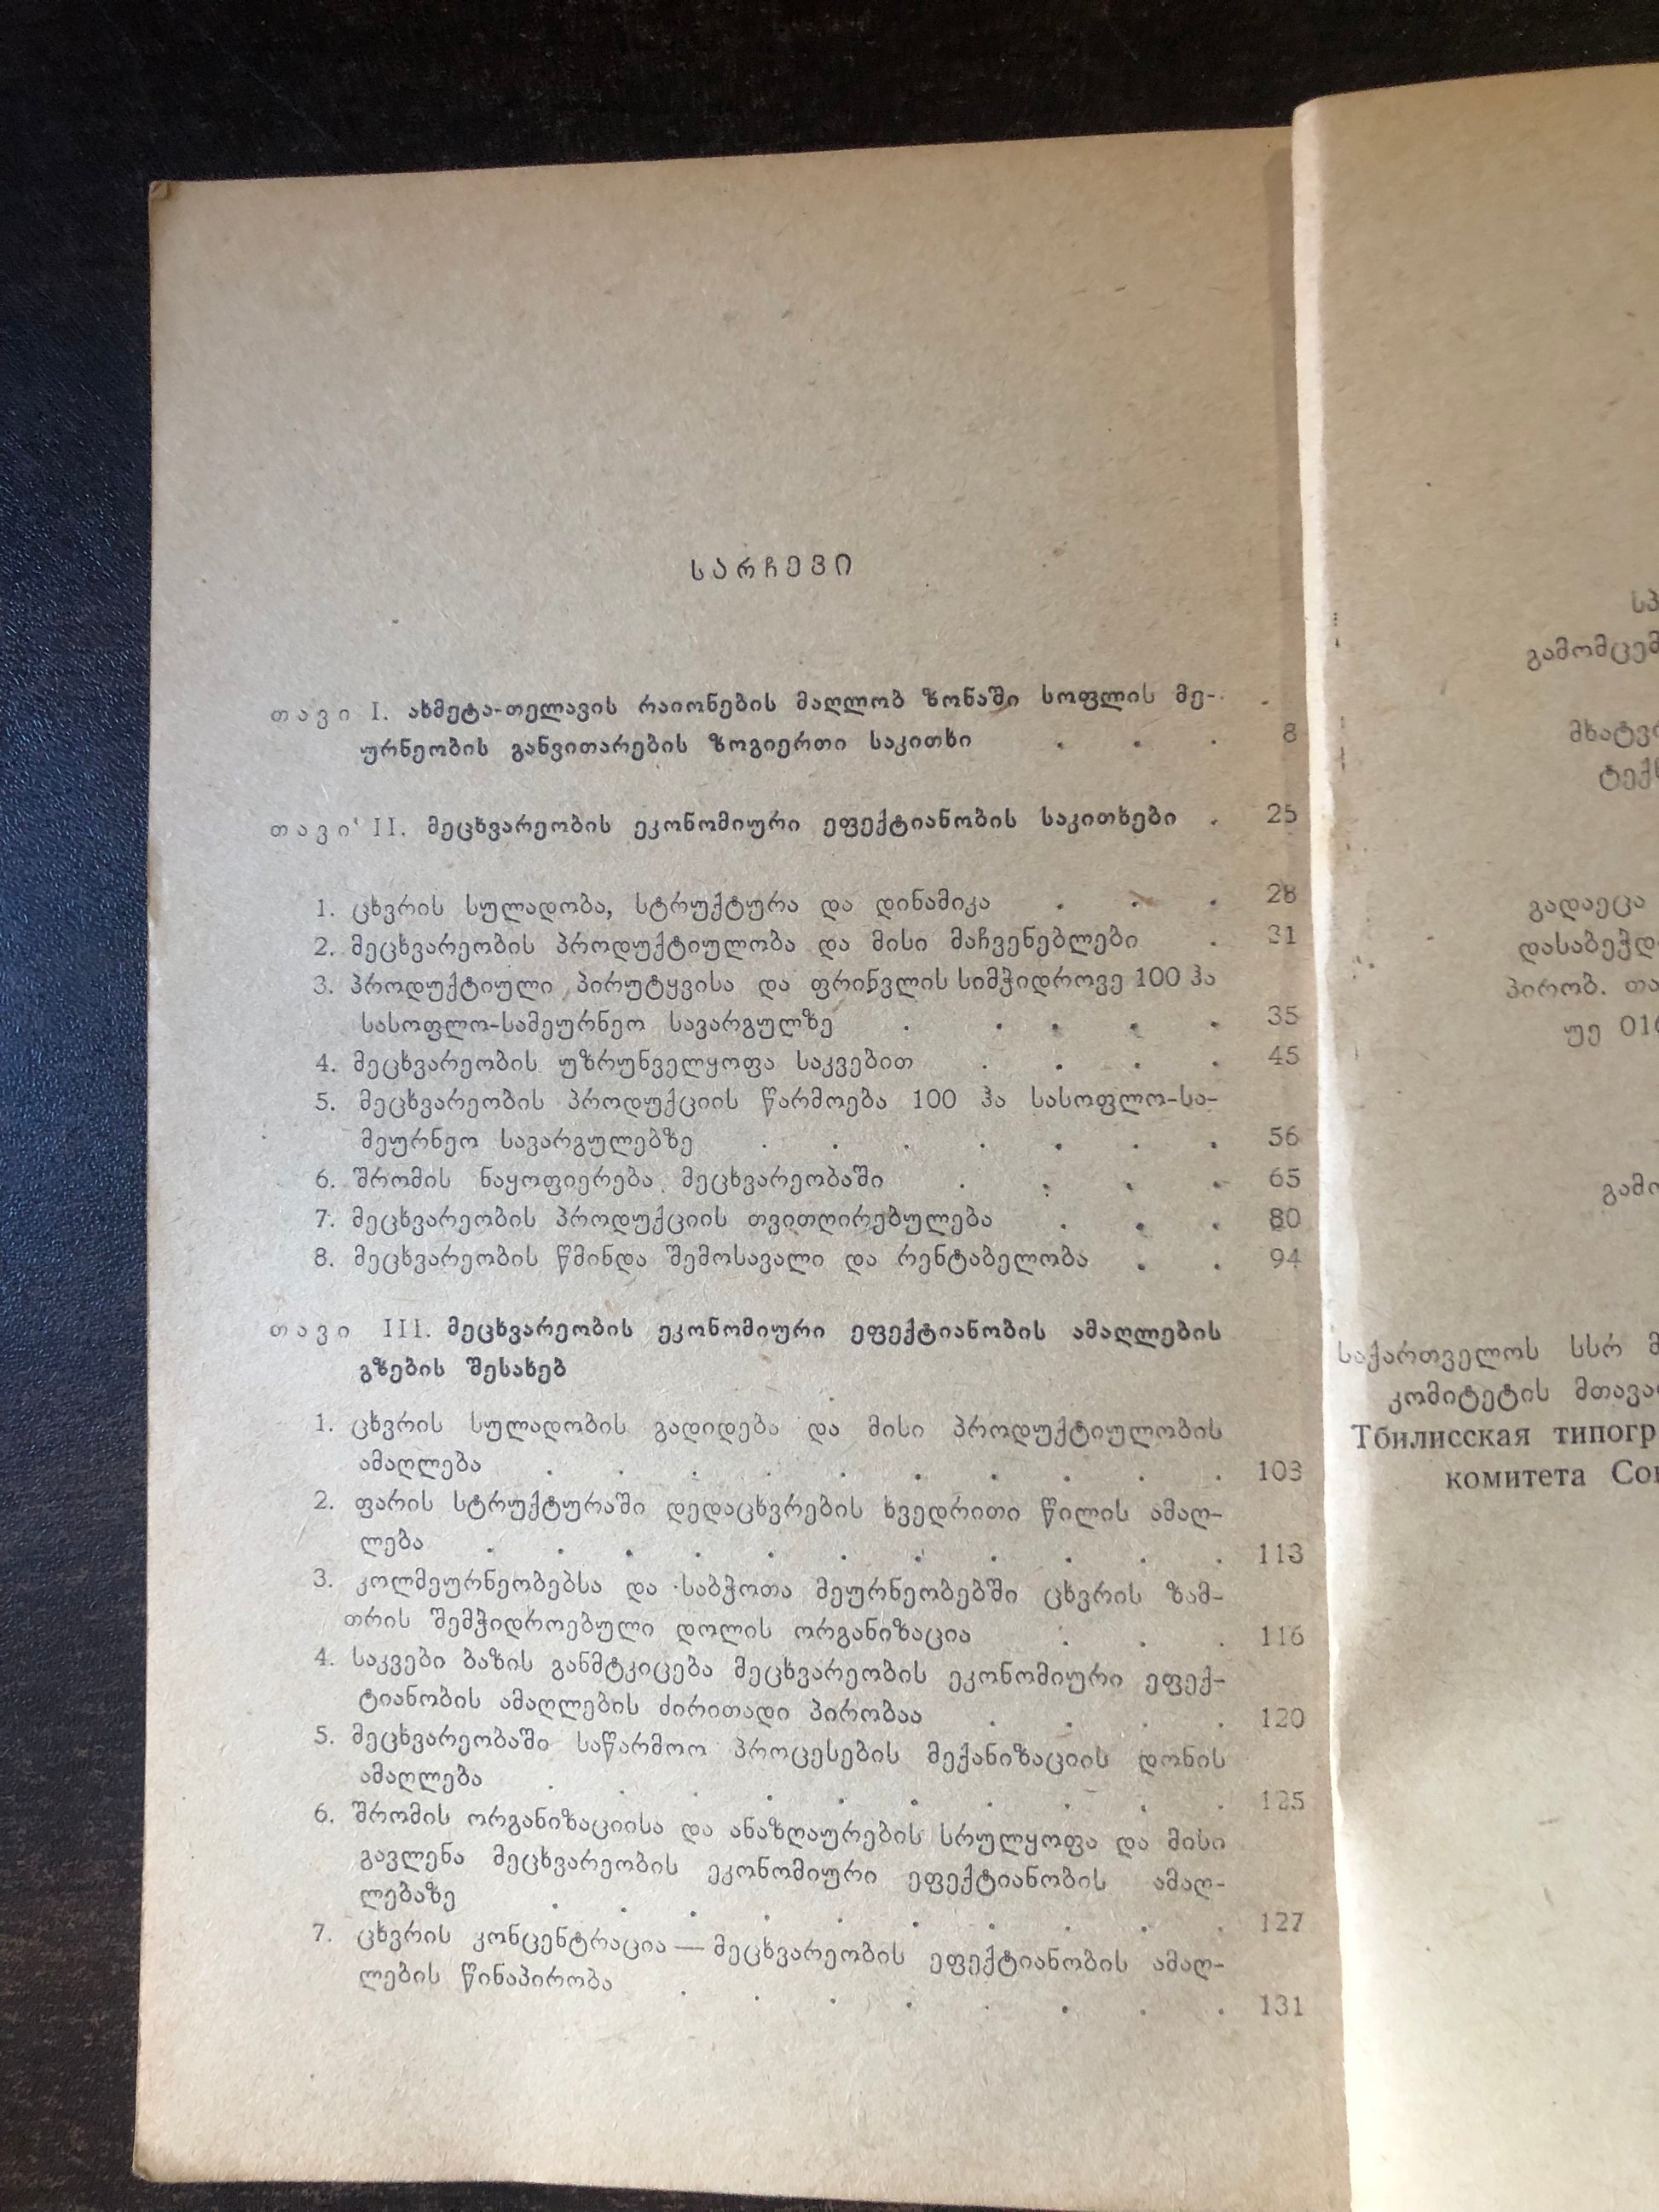 სარჩევი
თავი I. ახმეტა-თელავის რაიონების მაღლობ ზონაში სოფლის მე-
ურნეობის განვითარების ზოგიერთი საკითხი . . . 8
თავი II. მეცხვარეობის ეკონომიური ეფექტიანობის საკითხები . 25
1. ცხვრის სულადობა, სტრუქტურა და დინამიკა . . . 28
2. მეცხვარეობის პროდუქტიულობა და მისი მაჩვენებლები . 31
3. პროდუქტიული პირუტყვისა და ფრინვლის სიმჭიდროვე 100 ჰა
სასოფლო-სამეურნეო სავარგულზე . . . . . 35
4. მეცხვარეობის უზრუნველყოფა საკვებით . . . . 45
5. მეცხვარეობის პროდუქციის წარმოება 100 ჰა სასოფლო-სა-
მეურნეო სავარგულებზე . . . . . . . 56
6. შრომის ნაყოფიერება მეცხვარეობაში . . . . 65
7. მეცხვარეობის პროდუქციის თვითღირებულება . . . 80
8. მეცხვარეობის წმინდა შემოსავალი და რენტაბელობა . . 94
თავი III. მეცხვარეობის ეკონომიური ეფექტიანობის ამაღლების
გზების შესახებ
1. ცხვრის სულადობის გადიდება და მისი პროდუქტიულობის
ამაღლება . . . . . . . . . . 103
2. ფარის სტრუქტურაში დედაცხვრების ხვედრითი წილის ამაღ-
ლება . . . . . . . . . . . 113
3. კოლმეურნეობებსა და საბჭოთა მეურნეობებში ცხვრის ზამ-
თრის შემჭიდროებული დოლის ორგანიზაცია . . . 116
4. საკვები ბაზის განმტკიცება მეცხვარეობის ეკონომიური ეფექ-
ტიანობის ამაღლების ძირითადი პირობაა . . . . 120
5. მეცხვარეობაში საწარმოო პროცესების მექანიზაციის დონის
ამაღლება . . . . . . . . . . 125
6. შრომის ორგანიზაციისა და ანაზღაურების სრულყოფა და მისი
გავლენა მეცხვარეობის ეკონომიური ეფექტიანობის ამაღ-
ლებაზე . . . . . . . . . . 127
7. ცხვრის კონცენტრაცია — მეცხვარეობის ეფექტიანობის ამაღ-
ლების წინაპირობა . . . . . . . . 131
გადაეცა
პირობ.
უე
საქართველოს სსრ
კომიტეტის
Тбилисская
комитета